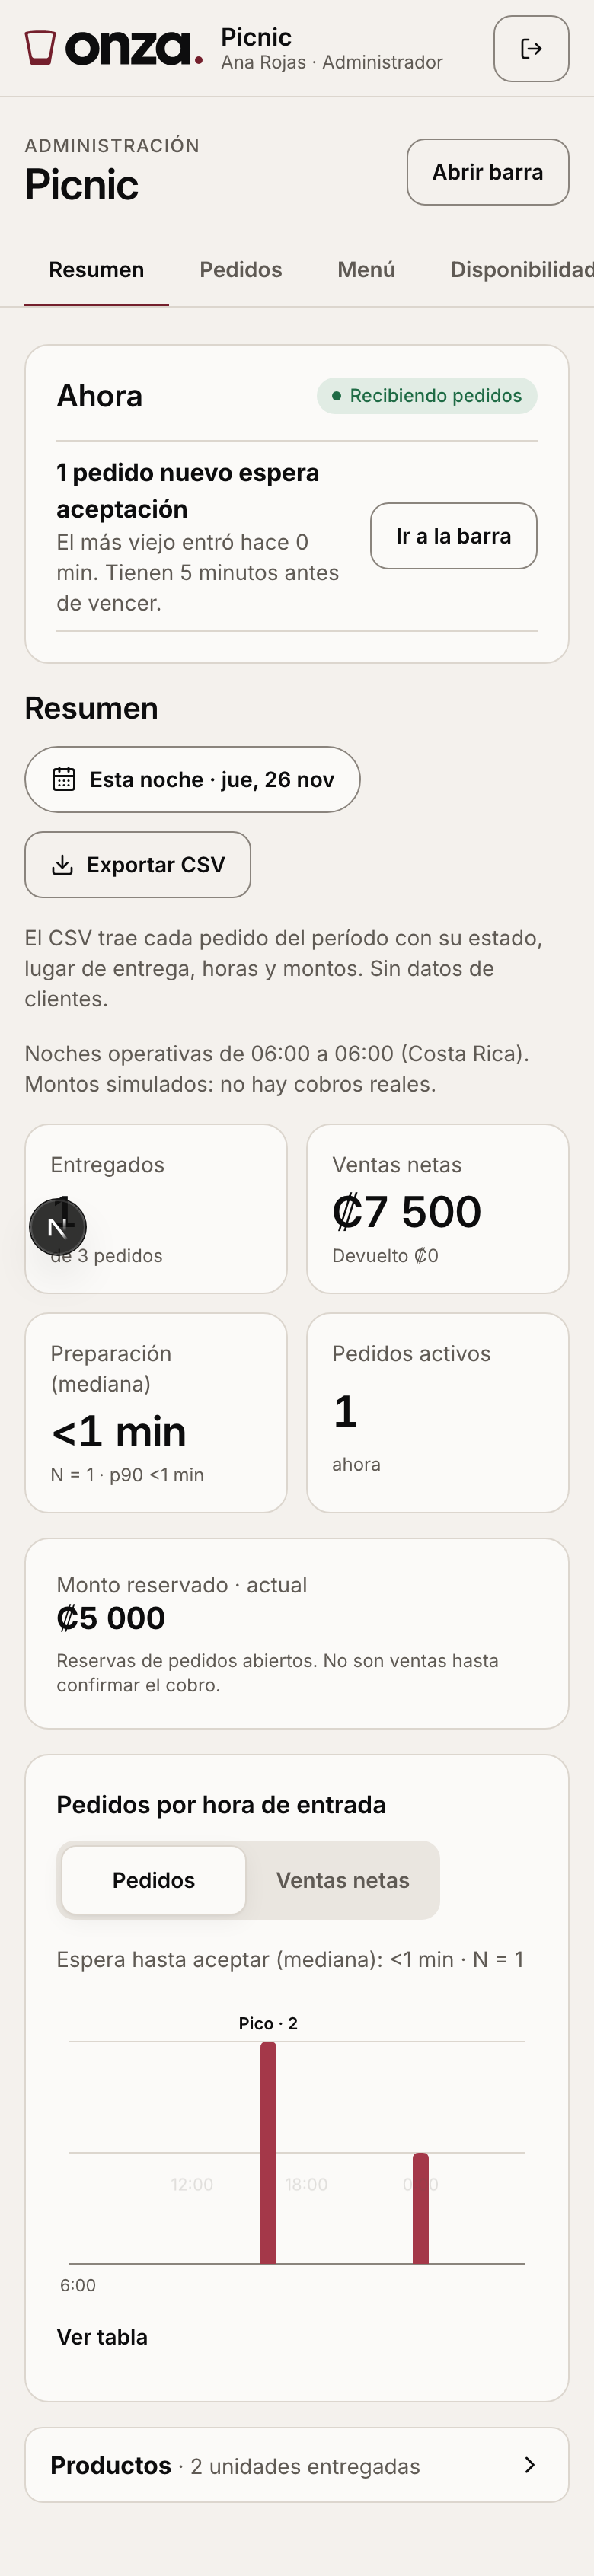 onza.
Picnic
Ana Rojas · Administrador
ADMINISTRACIÓN
Picnic
Abrir barra
Resumen
Pedidos
Menú
Disponibilidad
Ahora
Recibiendo pedidos
1 pedido nuevo espera
aceptación
El más viejo entró hace 0
min. Tienen 5 minutos antes
de vencer.
Ir a la barra
Resumen
Esta noche · jue, 26 nov
Exportar CSV
El CSV trae cada pedido del período con su estado,
lugar de entrega, horas y montos. Sin datos de
clientes.
Noches operativas de 06:00 a 06:00 (Costa Rica).
Montos simulados: no hay cobros reales.
Entregados
1
de 3 pedidos
Ventas netas
₡7 500
Devuelto ₡0
Preparación
(mediana)
<1 min
N = 1 · p90 <1 min
Pedidos activos
1
ahora
Monto reservado · actual
₡5 000
Reservas de pedidos abiertos. No son ventas hasta
confirmar el cobro.
Pedidos por hora de entrada
Pedidos
Ventas netas
Espera hasta aceptar (mediana): <1 min · N = 1
Pico · 2
12:00
18:00
6:00
Ver tabla
Productos · 2 unidades entregadas